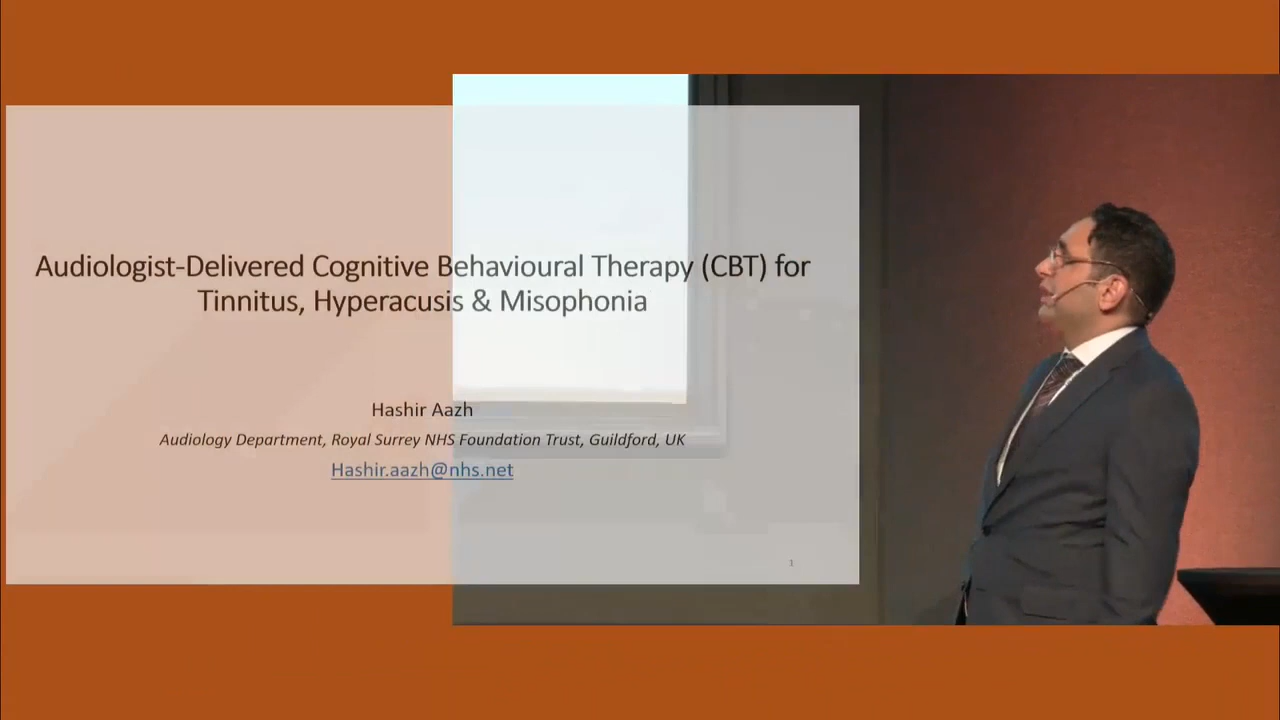 Audiologist-Delivered Cognitive Behavioural Therapy (CBT) for
Tinnitus, Hyperacusis & Misophonia
Hashir Aazh
Audiology Department, Royal Surrey NHS Foundation Trust, Guildford, UK
Hashir.aazh@nhs.net
1